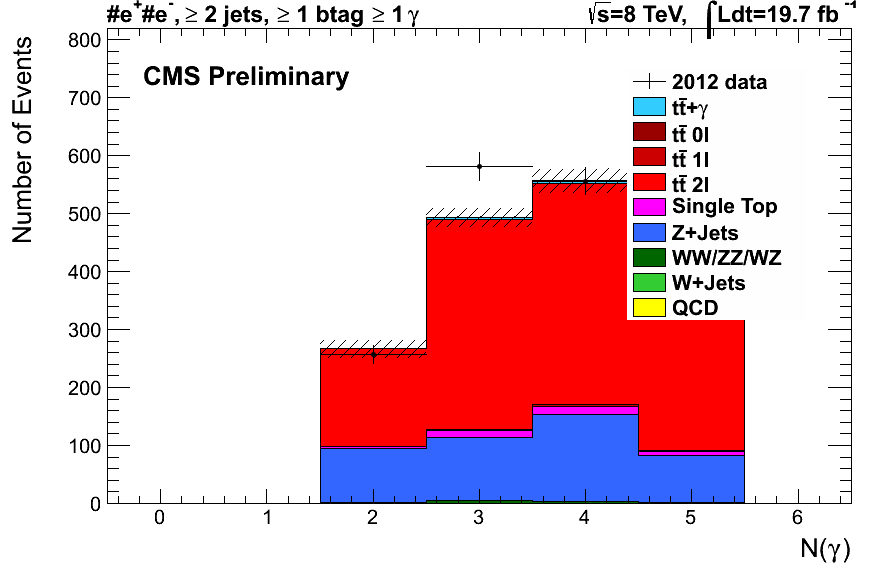 #e⁺#e⁻, ≥ 2 jets, ≥ 1 btag ≥ 1 γ
√s=8 TeV, ∫Ldt=19.7 fb⁻¹
Number of Events
800
700
600
500
400
300
200
100
0
CMS Preliminary
2012 data
tt̄+γ
tt̄ 0l
tt̄ 1l
tt̄ 2l
Single Top
Z+Jets
WW/ZZ/WZ
W+Jets
QCD
0 1 2 3 4 5 6
N(γ)